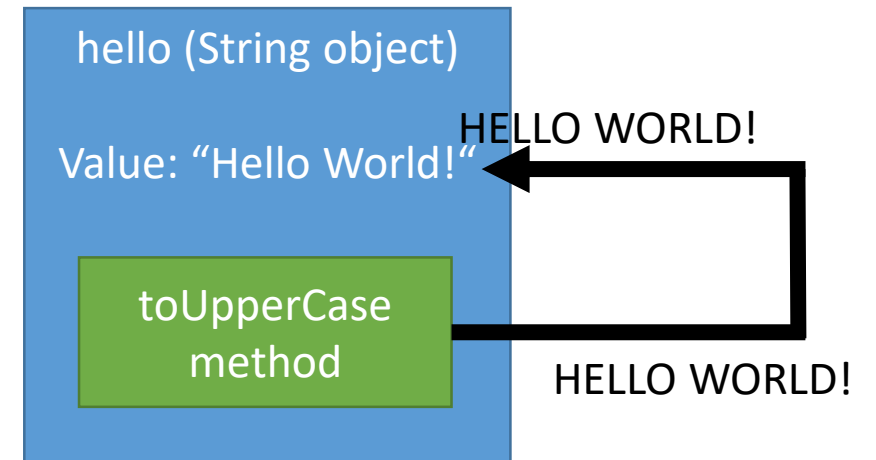 hello (String object)
HELLO WORLD!
Value: “Hello World!“
toUpperCase
method
HELLO WORLD!